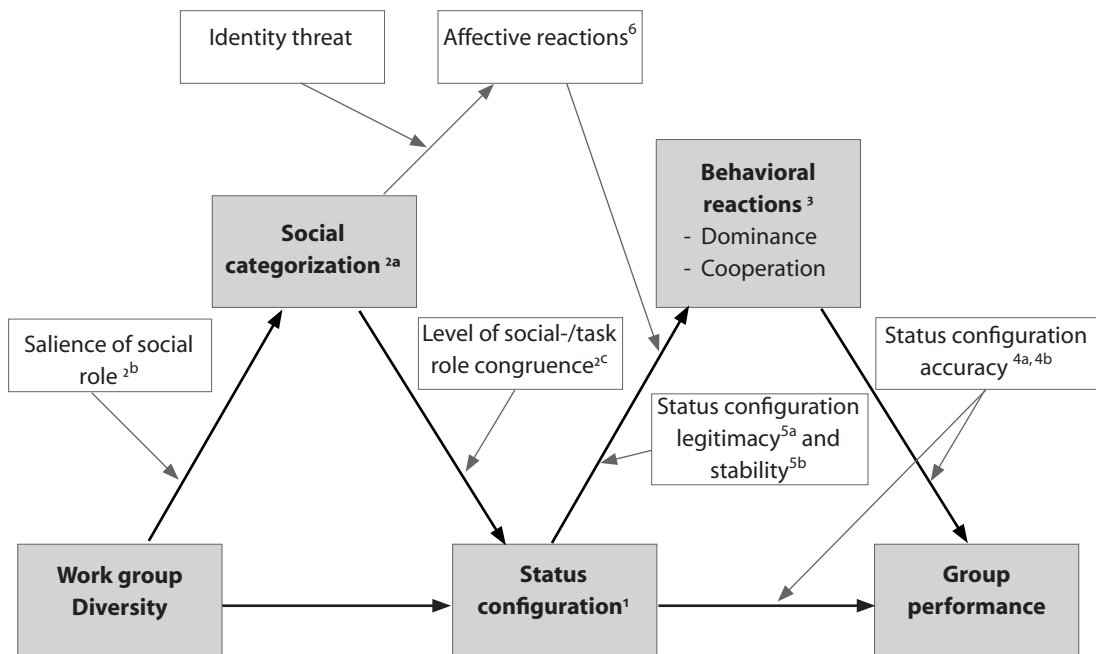 Identity threat
Affective reactions⁶
Behavioral
reactions ³
- Dominance
- Cooperation
Social
categorization ²ᵃ
Salience of social
role ²ᵇ
Level of social-/task
role congruence²ᶜ
Status configuration
accuracy ⁴ᵃ, ⁴ᵇ
Status configuration
legitimacy⁵ᵃ and
stability⁵ᵇ
Work group
Diversity
Status
configuration¹
Group
performance